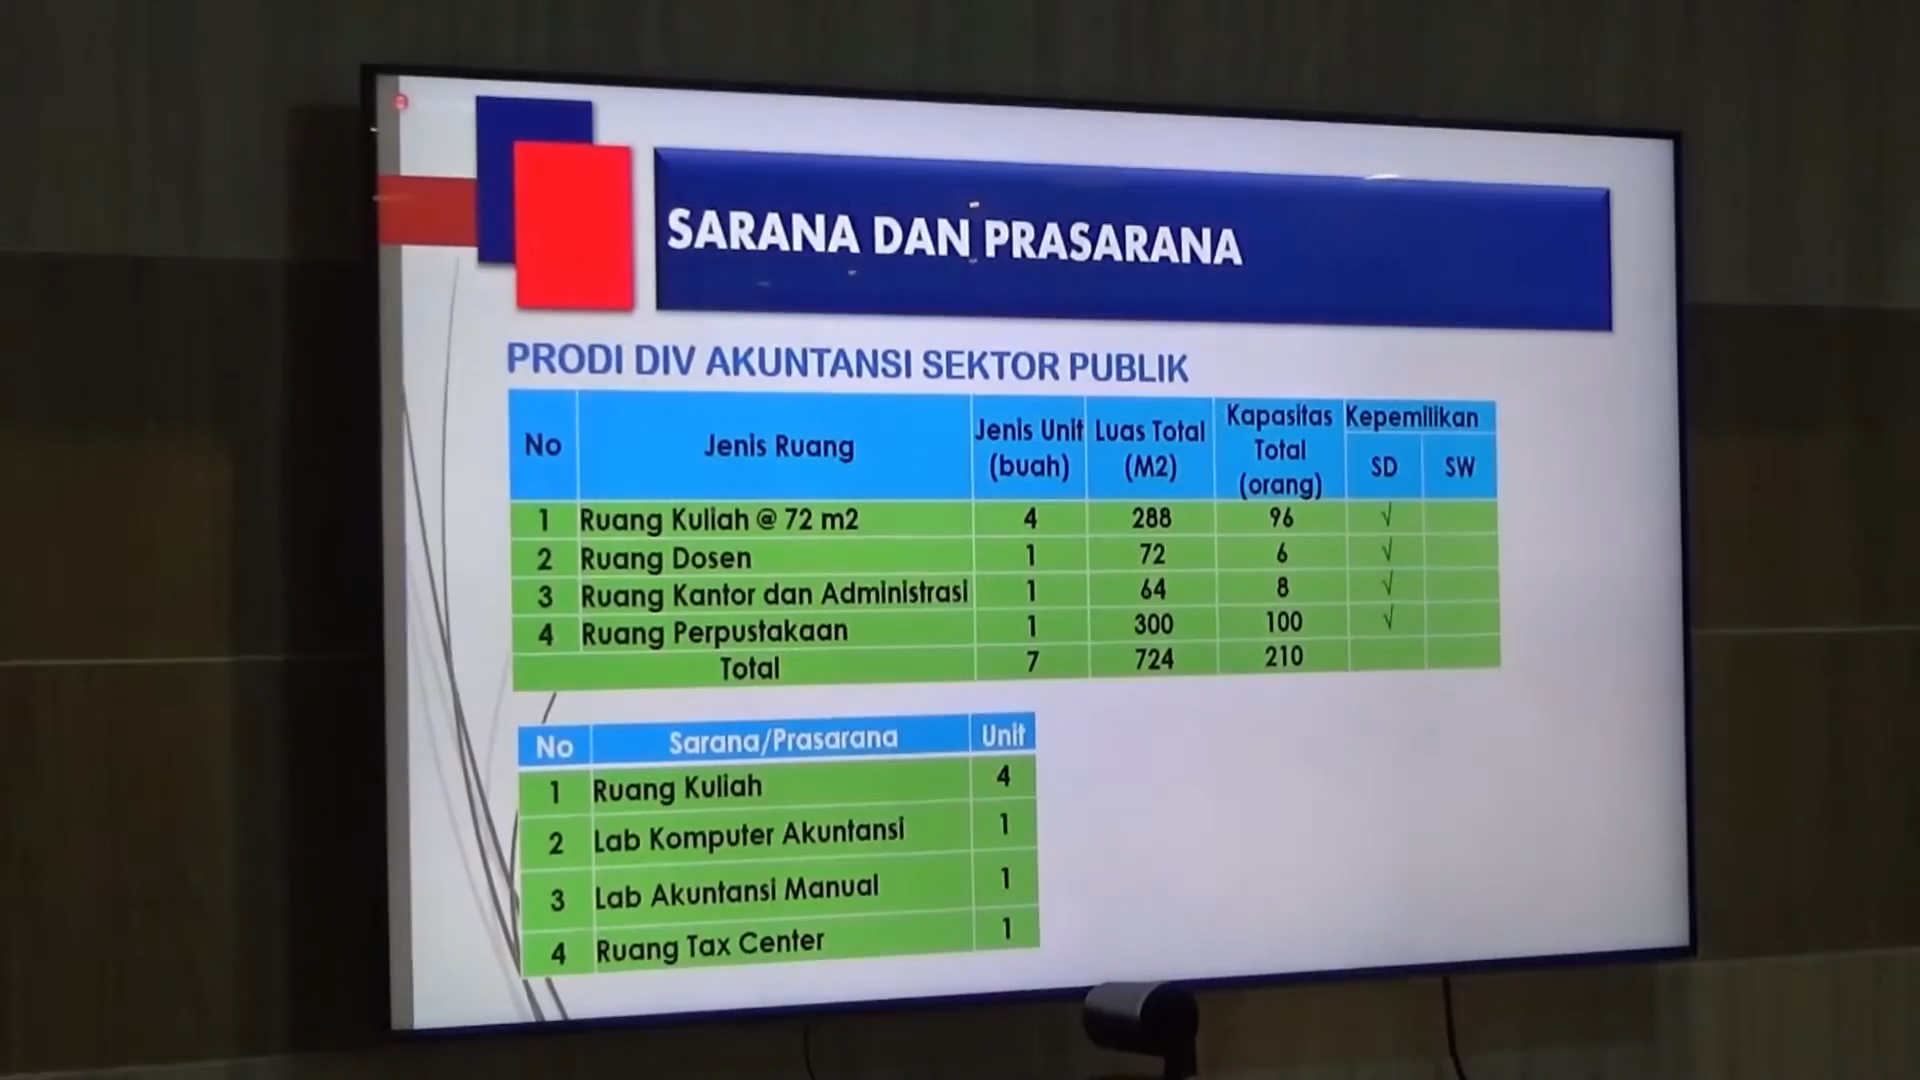 SARANA DAN PRASARANA
PRODI DIV AKUNTANSI SEKTOR PUBLIK
No Jenis Ruang Jenis Unit (buah) Luas Total (M2) Kapasitas Total (orang) Kepemilikan
SD SW
1 Ruang Kuliah @ 72 m2 4 288 96 √
2 Ruang Dosen 1 72 6 √
3 Ruang Kantor dan Administrasi 1 64 8 √
4 Ruang Perpustakaan 1 300 100 √
Total 7 724 210
No Sarana/Prasarana Unit
1 Ruang Kuliah 4
2 Lab Komputer Akuntansi 1
3 Lab Akuntansi Manual 1
4 Ruang Tax Center 1